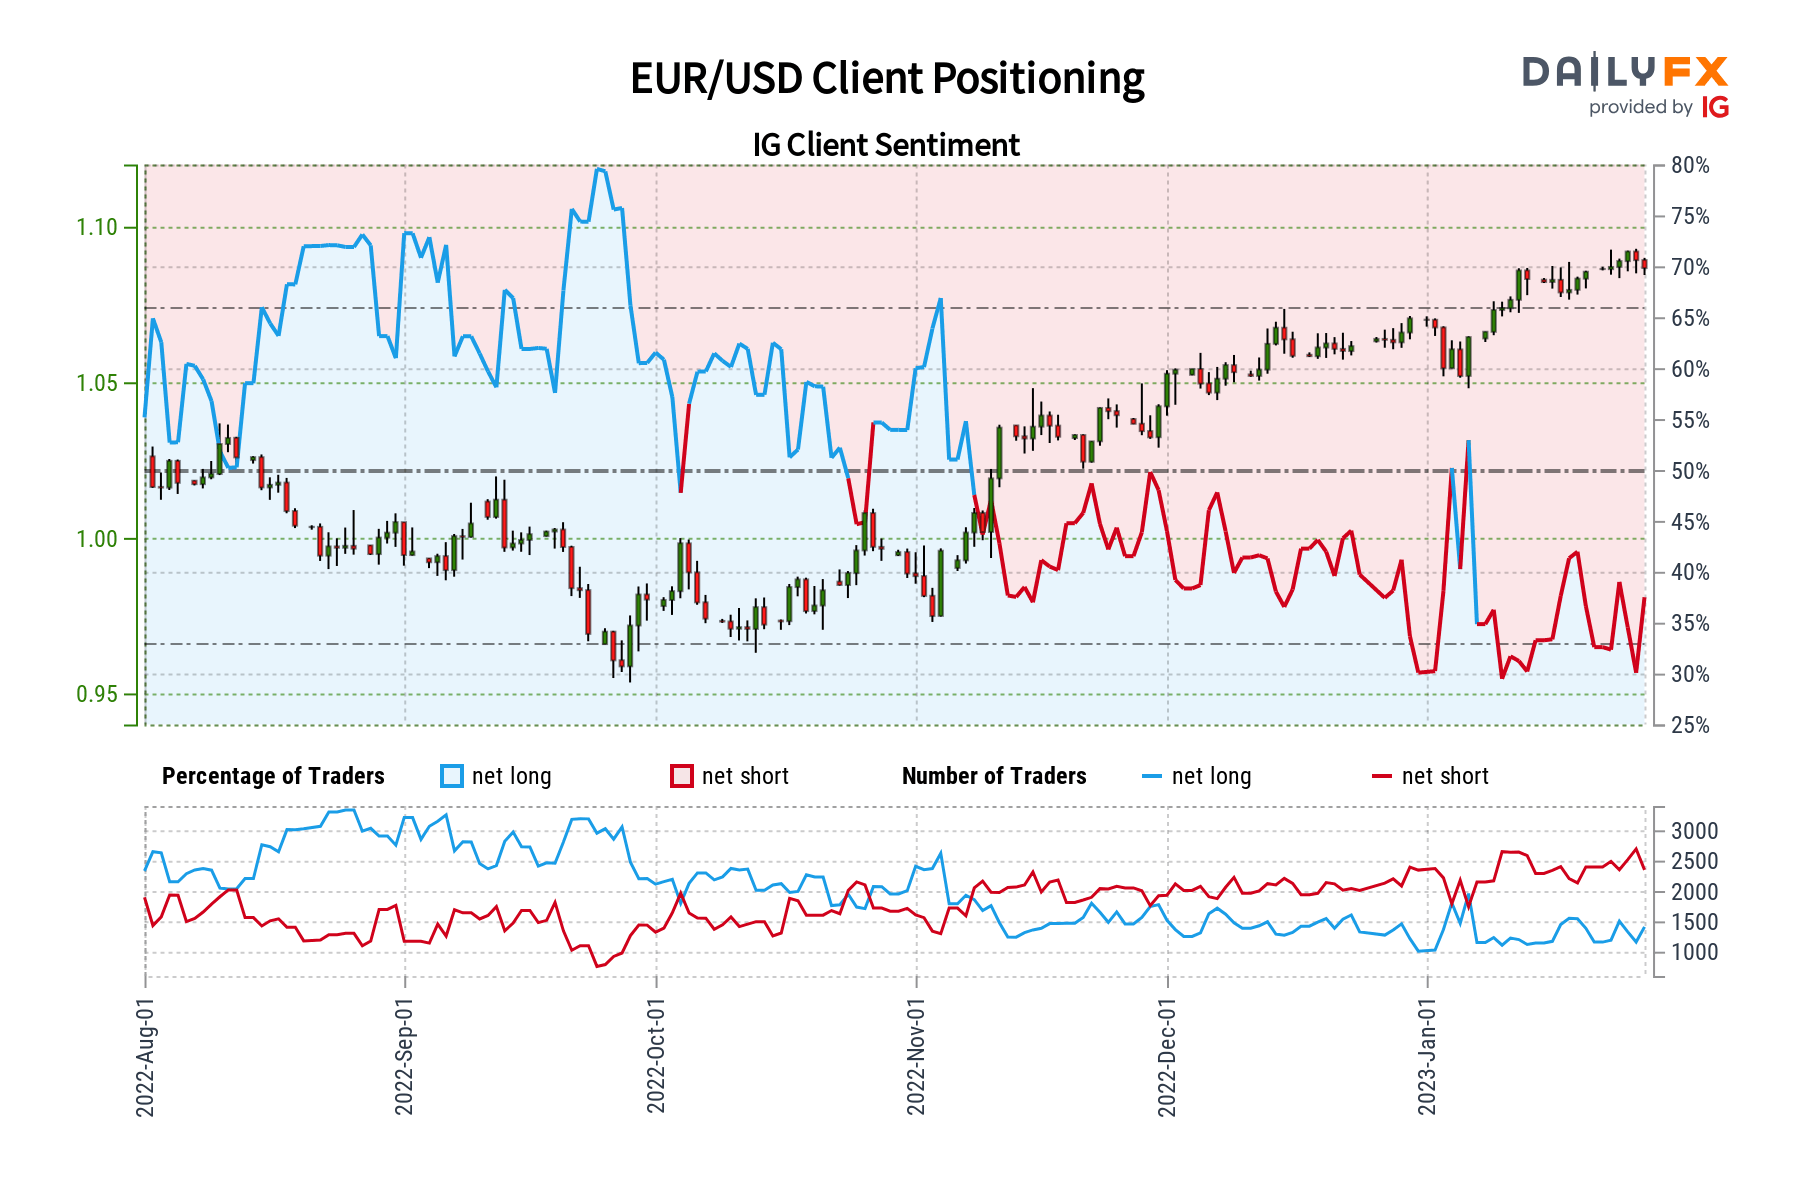 EUR/USD Client Positioning
DAILYFX
provided by IG
IG Client Sentiment
1.10
1.05
1.00
0.95
80%
75%
70%
65%
60%
55%
50%
45%
40%
35%
30%
25%
Percentage of Traders net long net short Number of Traders net long net short
3000
2500
2000
1500
1000
2022-Aug-01
2022-Sep-01
2022-Oct-01
2022-Nov-01
2022-Dec-01
2023-Jan-01